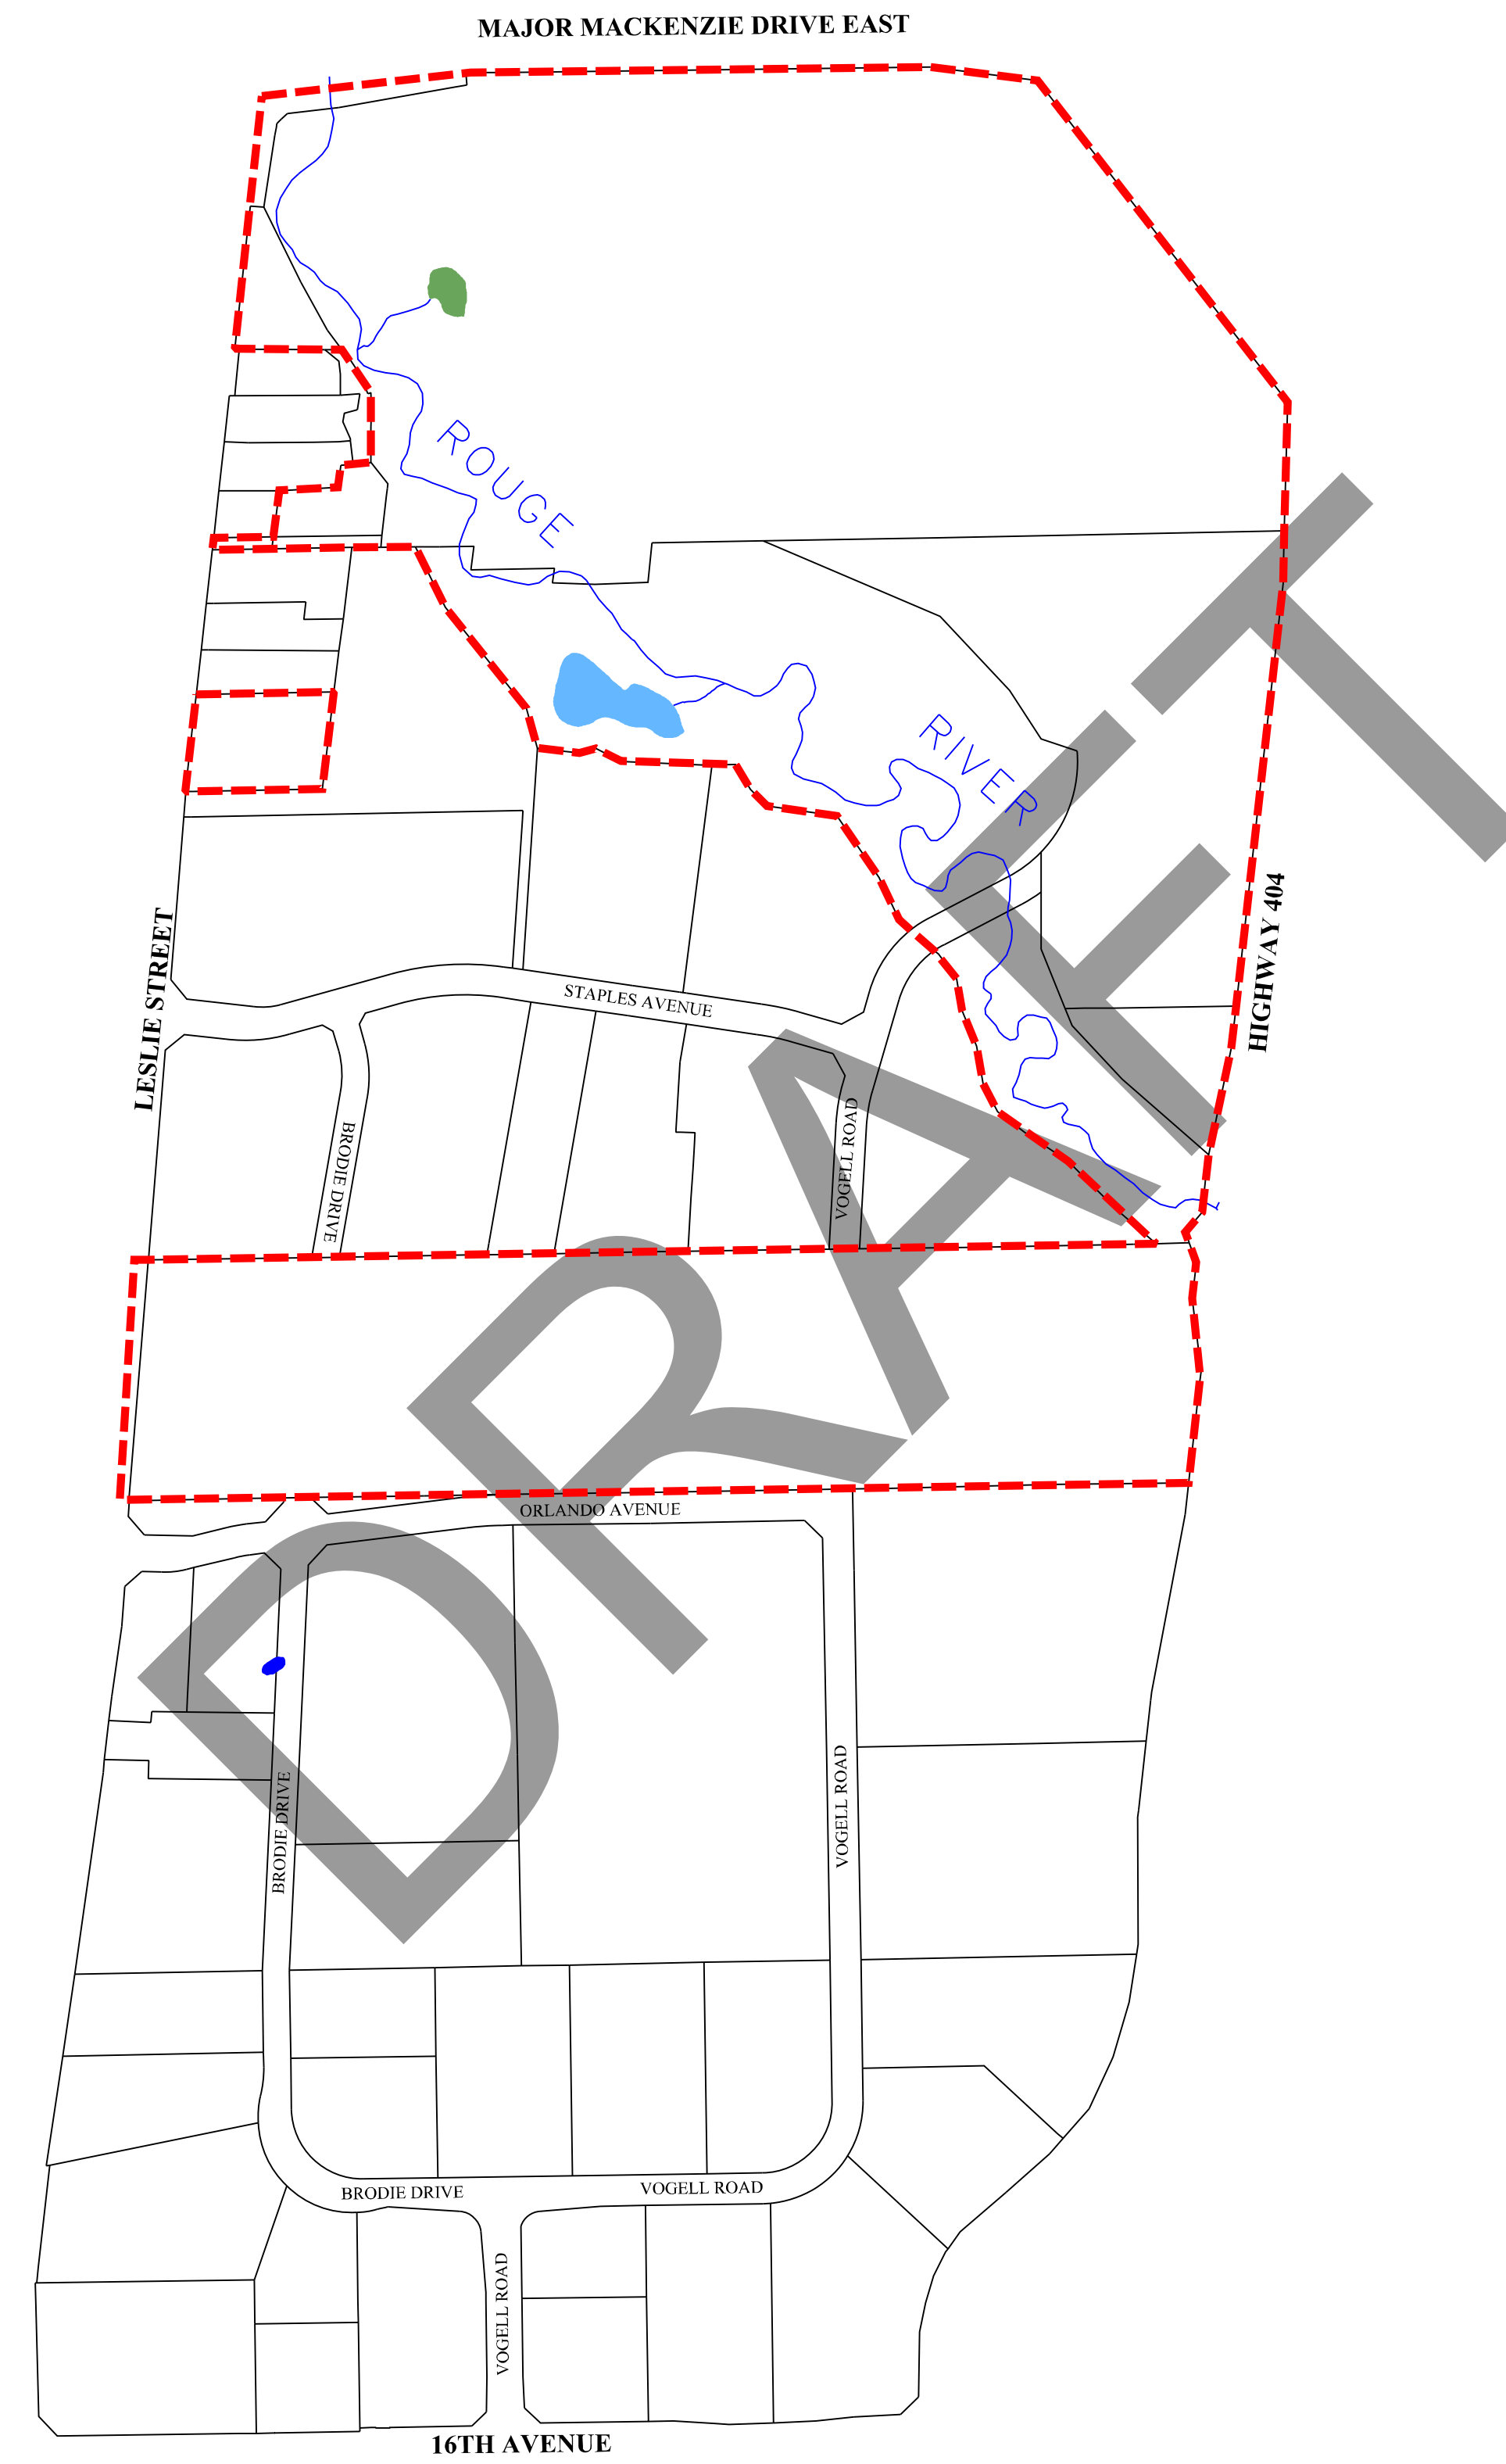 MAJOR MACKENZIE DRIVE EAST
ROUGE
RIVER
HIGHWAY 404
LESLIE STREET
STAPLES AVENUE
BRODIE DRIVE
VOGELL ROAD
DRAFT
ORLANDO AVENUE
BRODIE DRIVE
VOGELL ROAD
BRODIE DRIVE
VOGELL ROAD
VOGELL ROAD
16TH AVENUE